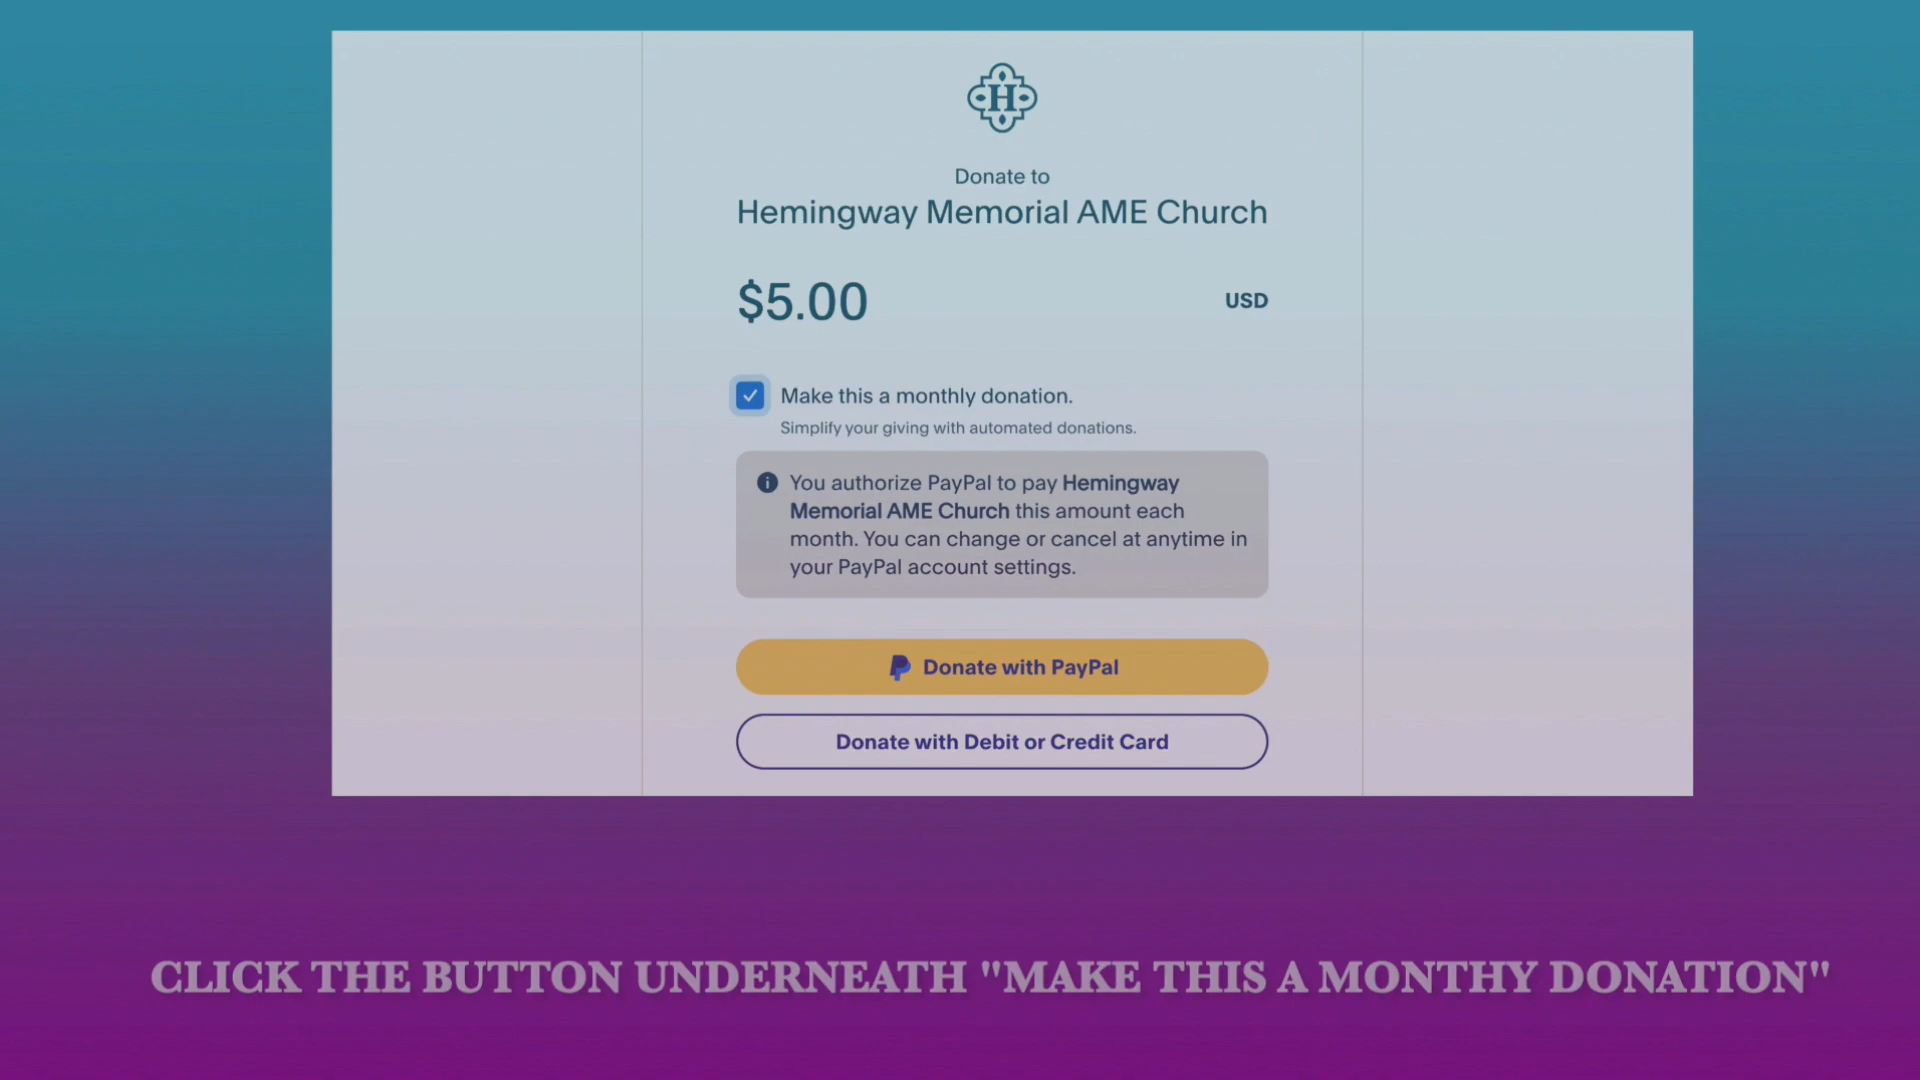 H
Donate to
Hemingway Memorial AME Church
$5.00 USD
Make this a monthly donation.
Simplify your giving with automated donations.
You authorize PayPal to pay Hemingway
Memorial AME Church this amount each
month. You can change or cancel at anytime in
your PayPal account settings.
Donate with PayPal
Donate with Debit or Credit Card
CLICK THE BUTTON UNDERNEATH "MAKE THIS A MONTHY DONATION"